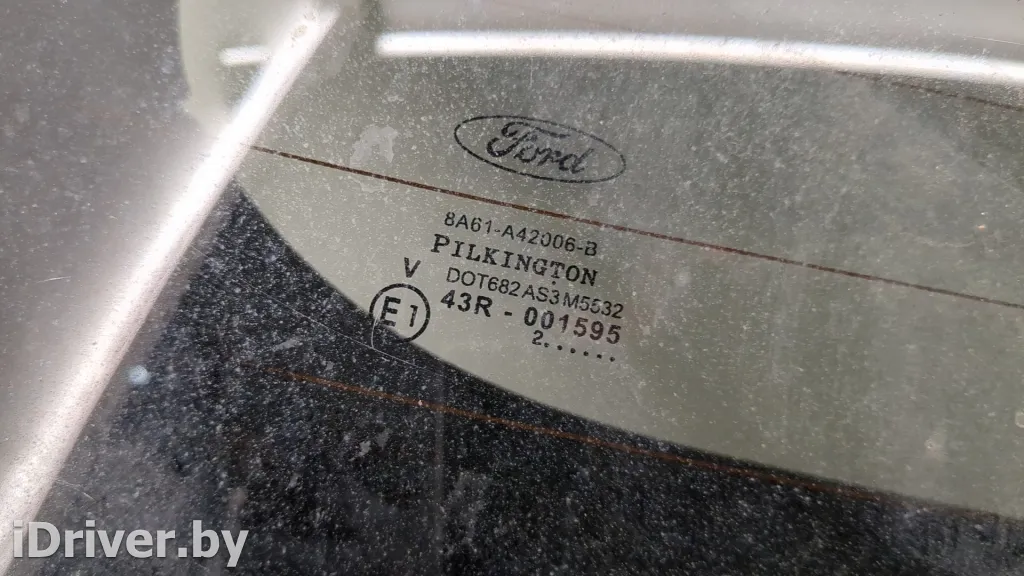 Ford
8A61-A42006-B
PILKINGTON
V
DOT682 AS3 M5532
E1
43R - 001595
2......
iDriver.by